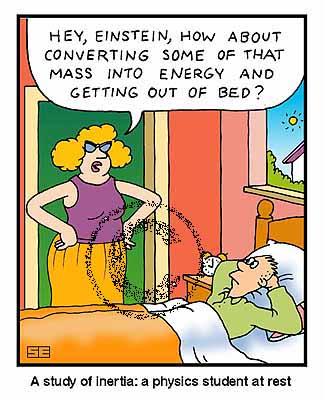 HEY, EINSTEIN, HOW ABOUT
CONVERTING SOME OF THAT
MASS INTO ENERGY AND
GETTING OUT OF BED?
SE
A study of inertia: a physics student at rest